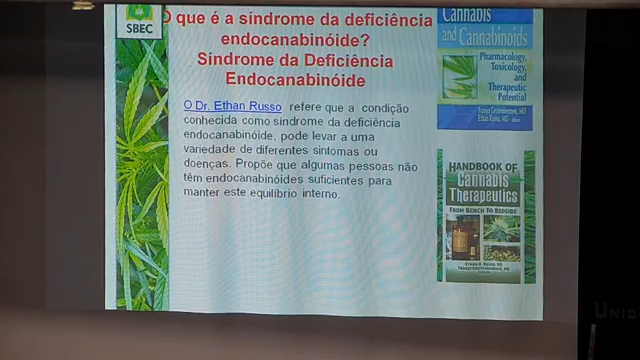 SBEC
O que é a síndrome da deficiência
endocanabinóide?
Síndrome da Deficiência
Endocanabinóide
O Dr. Ethan Russo refere que a condição
conhecida como síndrome da deficiência
endocanabinóide, pode levar a uma
variedade de diferentes sintomas ou
doenças. Propõe que algumas pessoas não
têm endocanabinóides suficientes para
manter este equilíbrio interno.
Cannabis
and Cannabinoids
Pharmacology,
Toxicology,
and
Therapeutic
Potential
Ethan Russo, MD
HANDBOOK OF
Cannabis
Therapeutics
FROM BENCH TO BEDSIDE